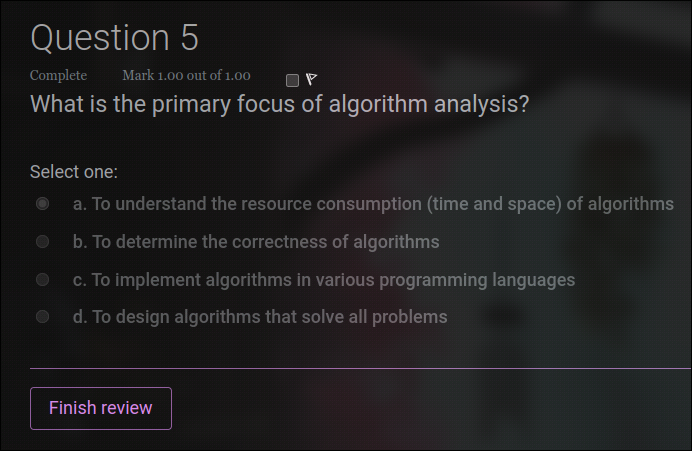 Question 5
Complete Mark 1.00 out of 1.00
What is the primary focus of algorithm analysis?
Select one:
a. To understand the resource consumption (time and space) of algorithms
b. To determine the correctness of algorithms
c. To implement algorithms in various programming languages
d. To design algorithms that solve all problems
Finish review